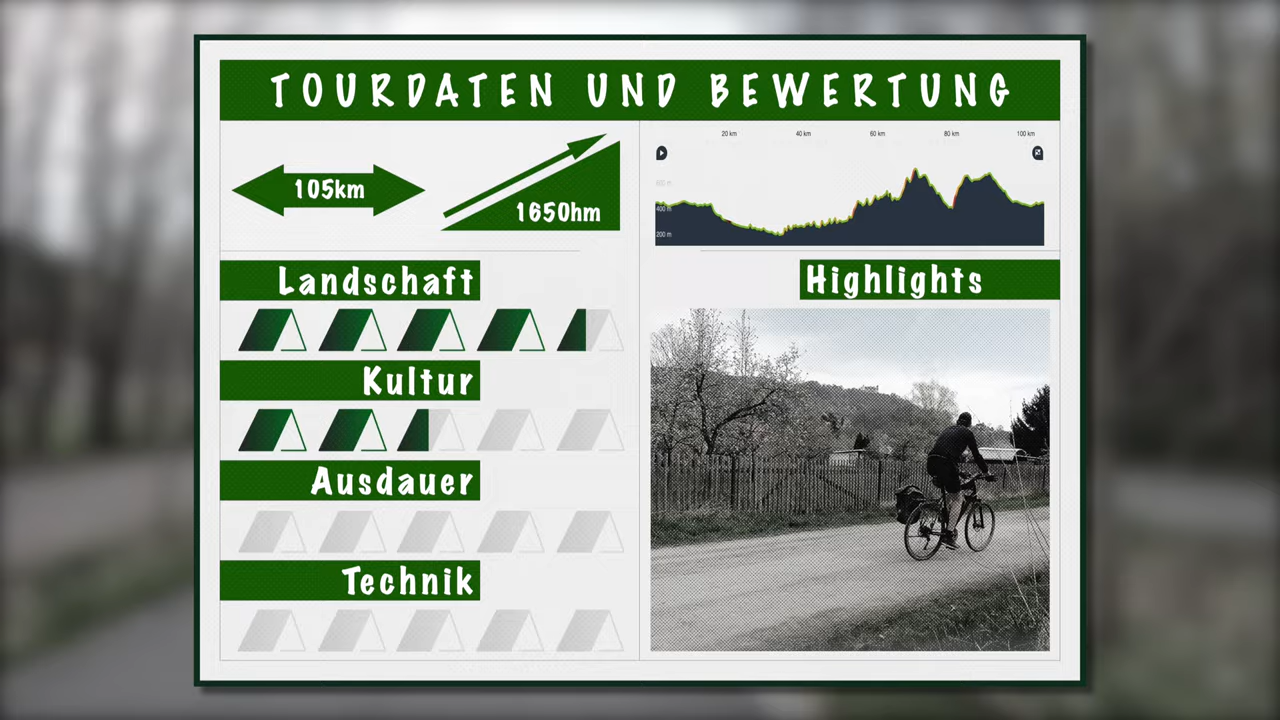 TOURDATEN UND BEWERTUNG
105km
1650hm
20 km 40 km 60 km 80 km 100 km
600 m
400 m
200 m
Landschaft
Highlights
Kultur
Ausdauer
Technik